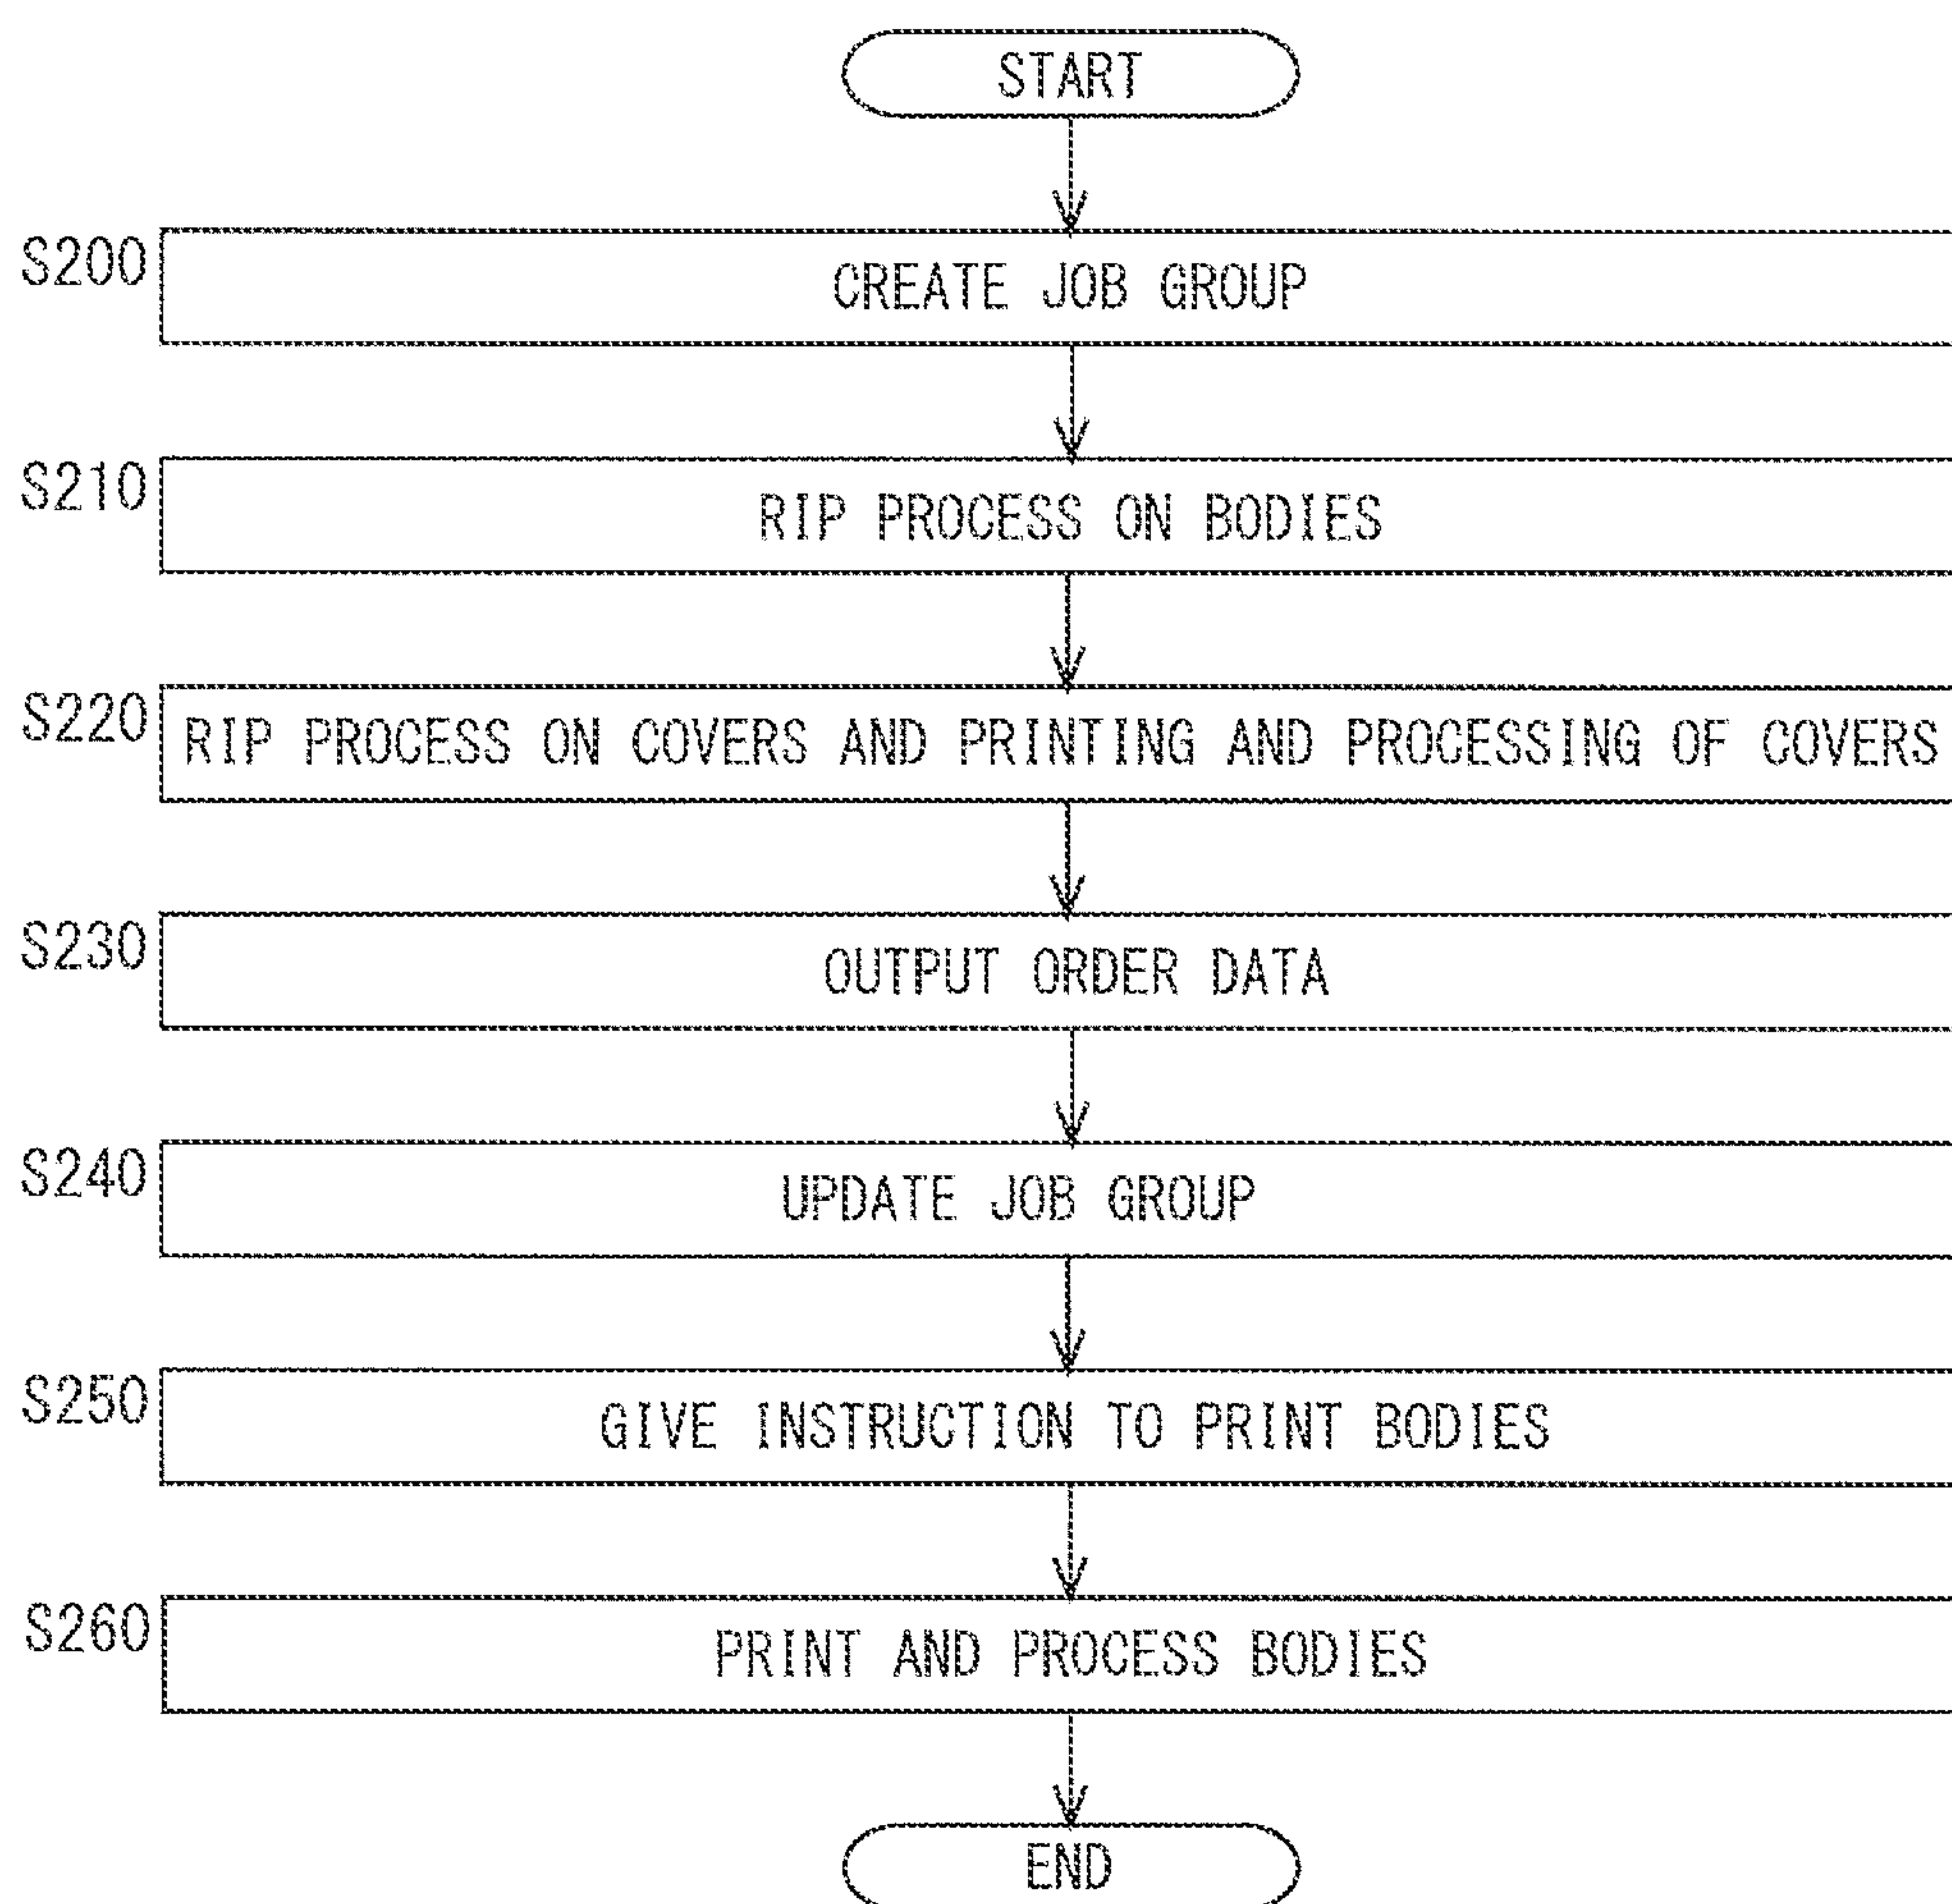 START
S200
CREATE JOB GROUP
S210
RIP PROCESS ON BODIES
S220
RIP PROCESS ON COVERS AND PRINTING AND PROCESSING OF COVERS
S230
OUTPUT ORDER DATA
S240
UPDATE JOB GROUP
S250
GIVE INSTRUCTION TO PRINT BODIES
S260
PRINT AND PROCESS BODIES
END